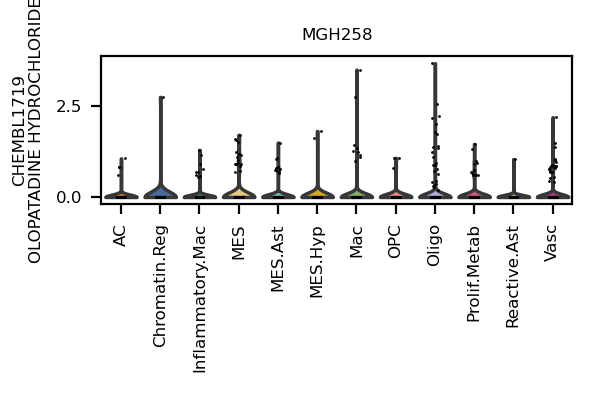 MGH258
CHEMBL1719
OLOPATADINE HYDROCHLORIDE
2.5
0.0
AC
Chromatin.Reg
Inflammatory.Mac
MES
MES.Ast
MES.Hyp
Mac
OPC
Oligo
Prolif.Metab
Reactive.Ast
Vasc